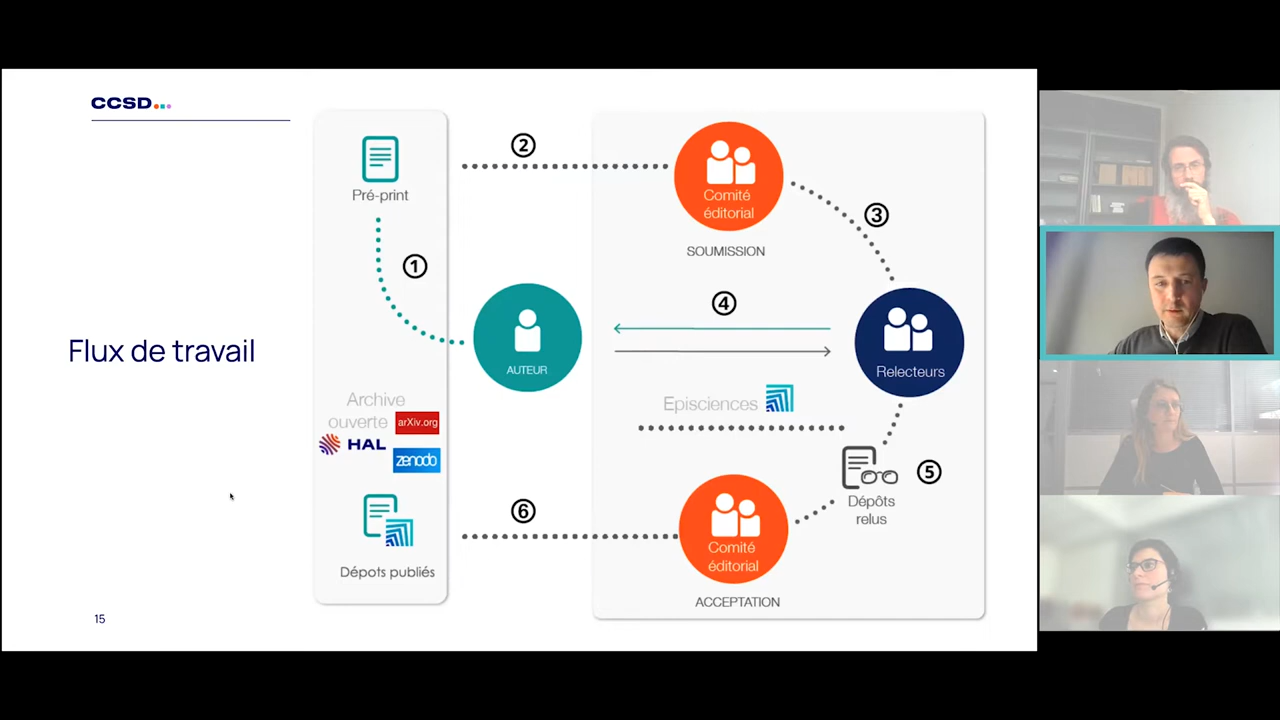 CCSD
Flux de travail
15
Pré-print
1
2
Comité
éditorial
SOUMISSION
3
4
AUTEUR
Relecteurs
Archive
ouverte
arXiv.org
HAL
zenodo
Episciences
5
Dépôts
relus
6
Comité
éditorial
ACCEPTATION
Dépots publiés